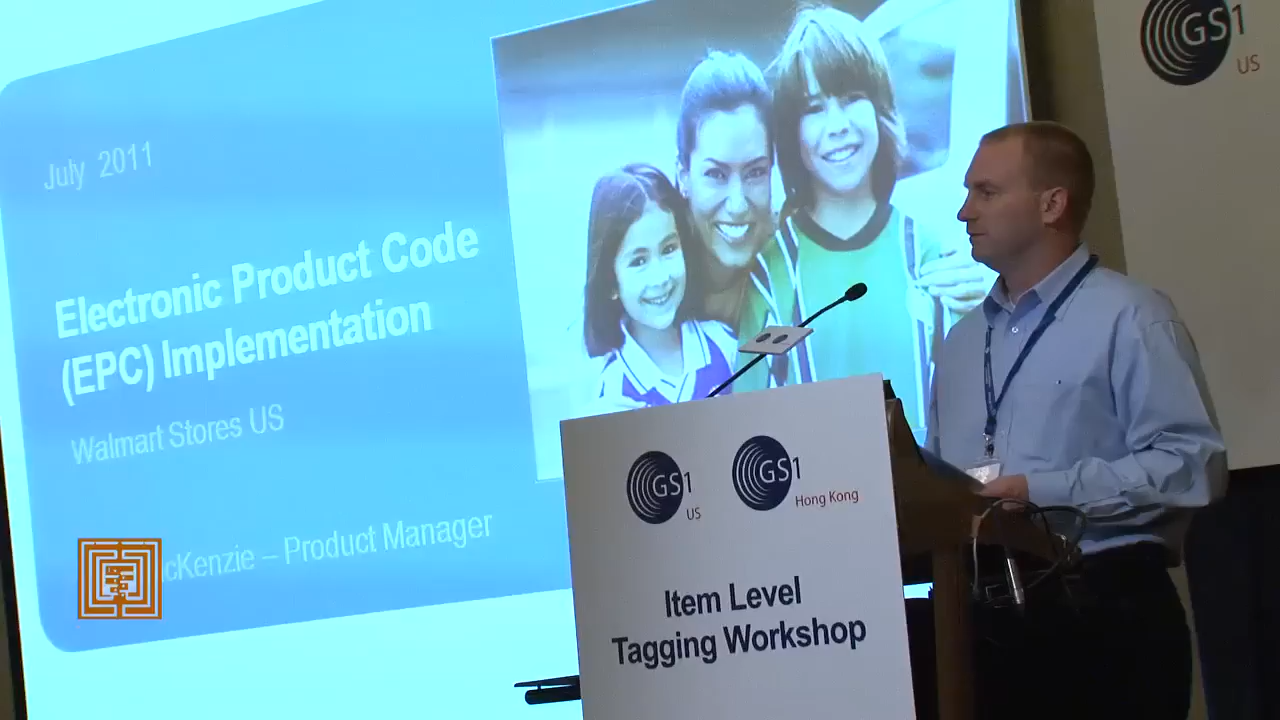 July 2011
Electronic Product Code
(EPC) Implementation
Walmart Stores US
cKenzie – Product Manager
GS1
US
GS1
US
GS1
Hong Kong
Item Level
Tagging Workshop